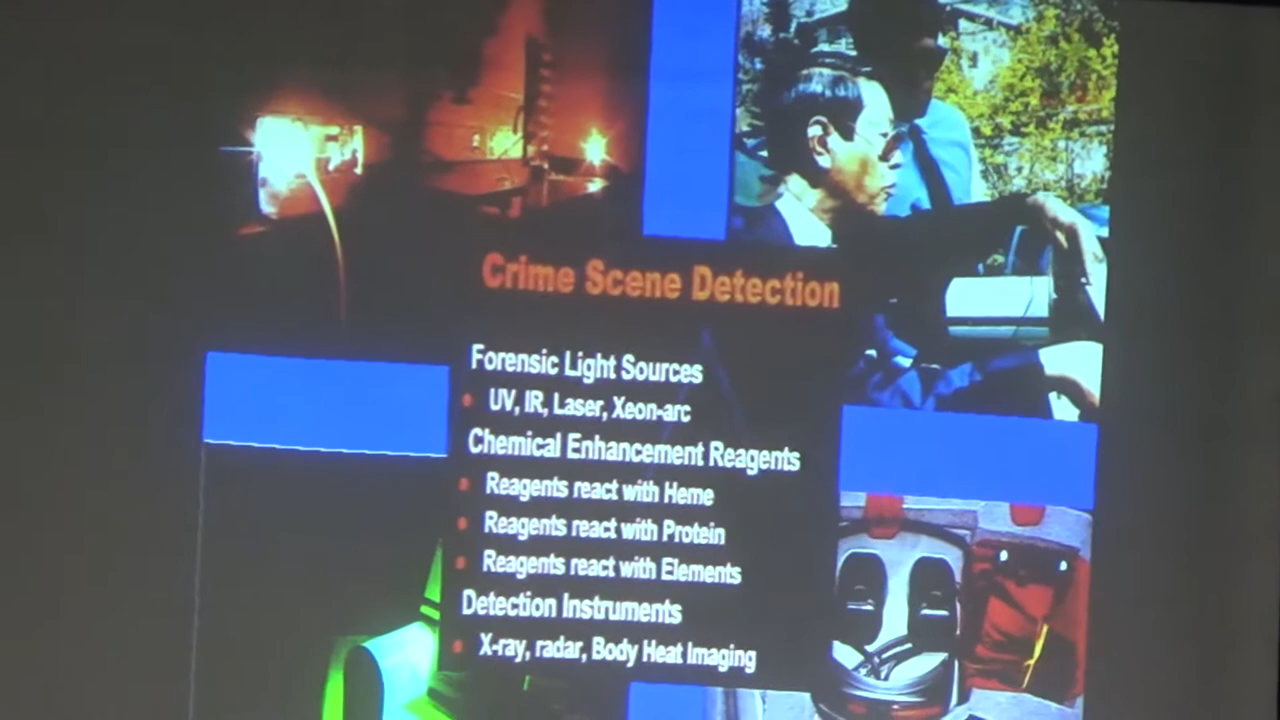 Crime Scene Detection
Forensic Light Sources
UV, IR, Laser, Xeon-arc
Chemical Enhancement Reagents
Reagents react with Heme
Reagents react with Protein
Reagents react with Elements
Detection Instruments
X-ray, radar, Body Heat Imaging